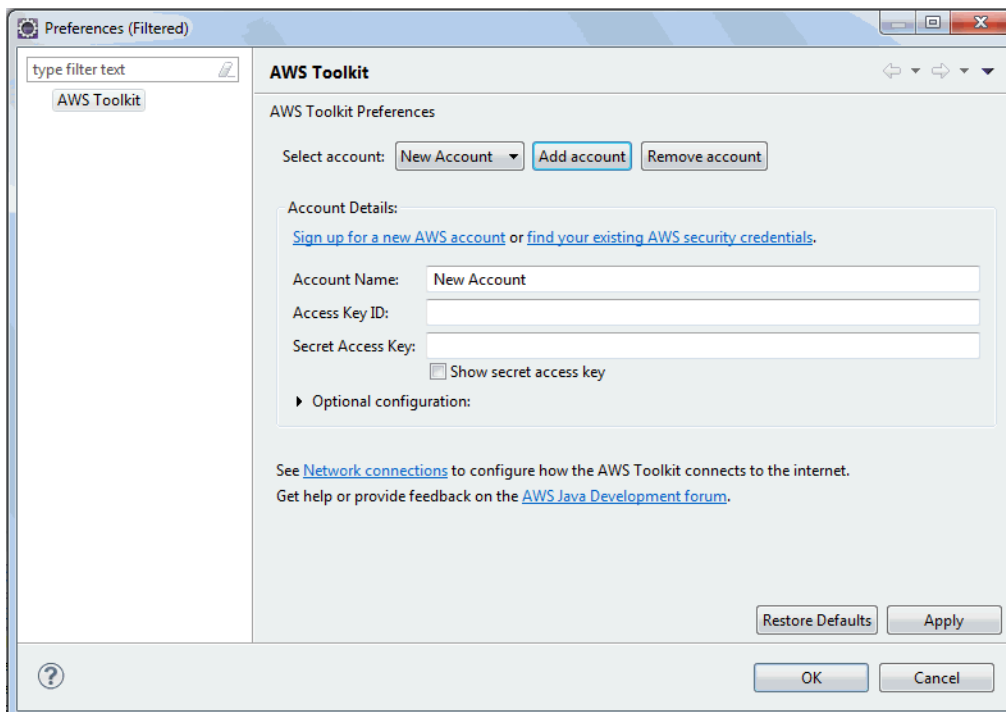 Preferences (Filtered)
type filter text
AWS Toolkit
AWS Toolkit
AWS Toolkit Preferences
Select account: New Account Add account Remove account
Account Details:
Sign up for a new AWS account or find your existing AWS security credentials.
Account Name: New Account
Access Key ID:
Secret Access Key:
Show secret access key
Optional configuration:
See Network connections to configure how the AWS Toolkit connects to the internet.
Get help or provide feedback on the AWS Java Development forum.
Restore Defaults Apply
? OK Cancel